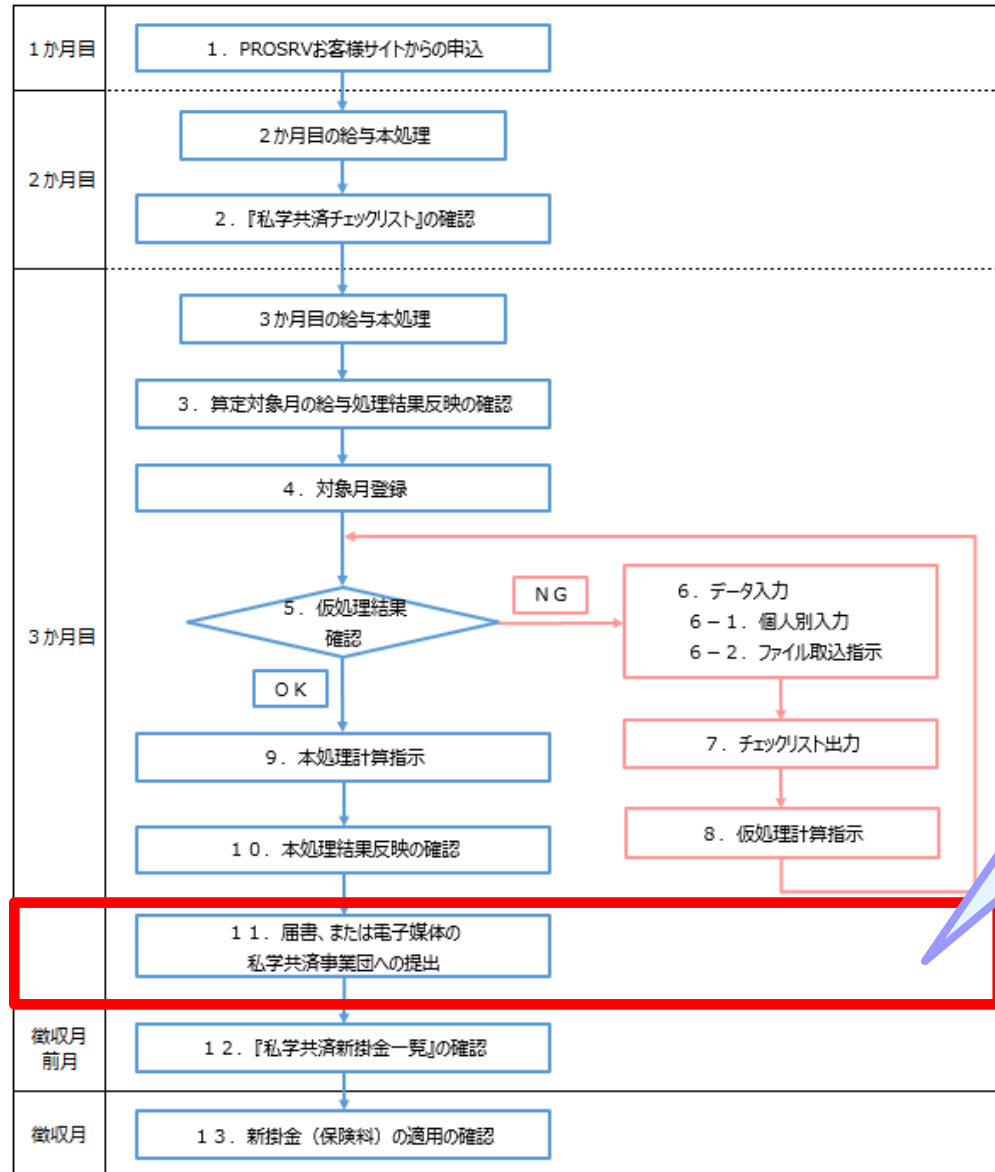 1か月目
1．PROSRVお客様サイトからの申込
2か月目
2か月目の給与本処理
2．『私学共済チェックリスト』の確認
3か月目
3か月目の給与本処理
3．算定対象月の給与処理結果反映の確認
4．対象月登録
5．仮処理結果
確認
NG
OK
6．データ入力
6－1．個人別入力
6－2．ファイル取込指示
7．チェックリスト出力
8．仮処理計算指示
9．本処理計算指示
10．本処理結果反映の確認
11．届書、または電子媒体の
私学共済事業団への提出
徴収月
前月
12．『私学共済新掛金一覧』の確認
徴収月
13．新掛金（保険料）の適用の確認